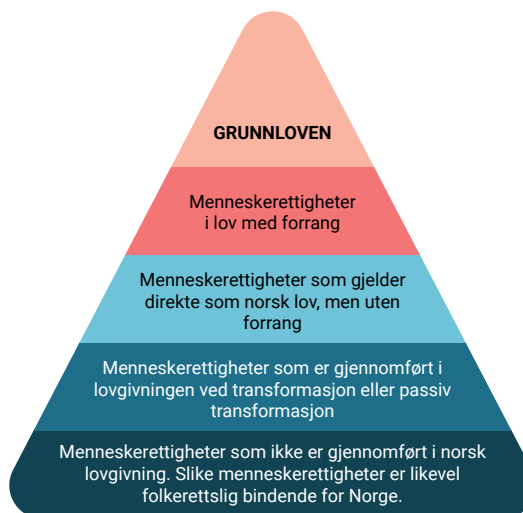 GRUNNLOVEN
Menneskerettigheter
i lov med forrang
Menneskerettigheter som gjelder
direkte som norsk lov, men uten
forrang
Menneskerettigheter som er gjennomført i
lovgivningen ved transformasjon eller passiv
transformasjon
Menneskerettigheter som ikke er gjennomført i norsk
lovgivning. Slike menneskerettigheter er likevel
folkerettslig bindende for Norge.